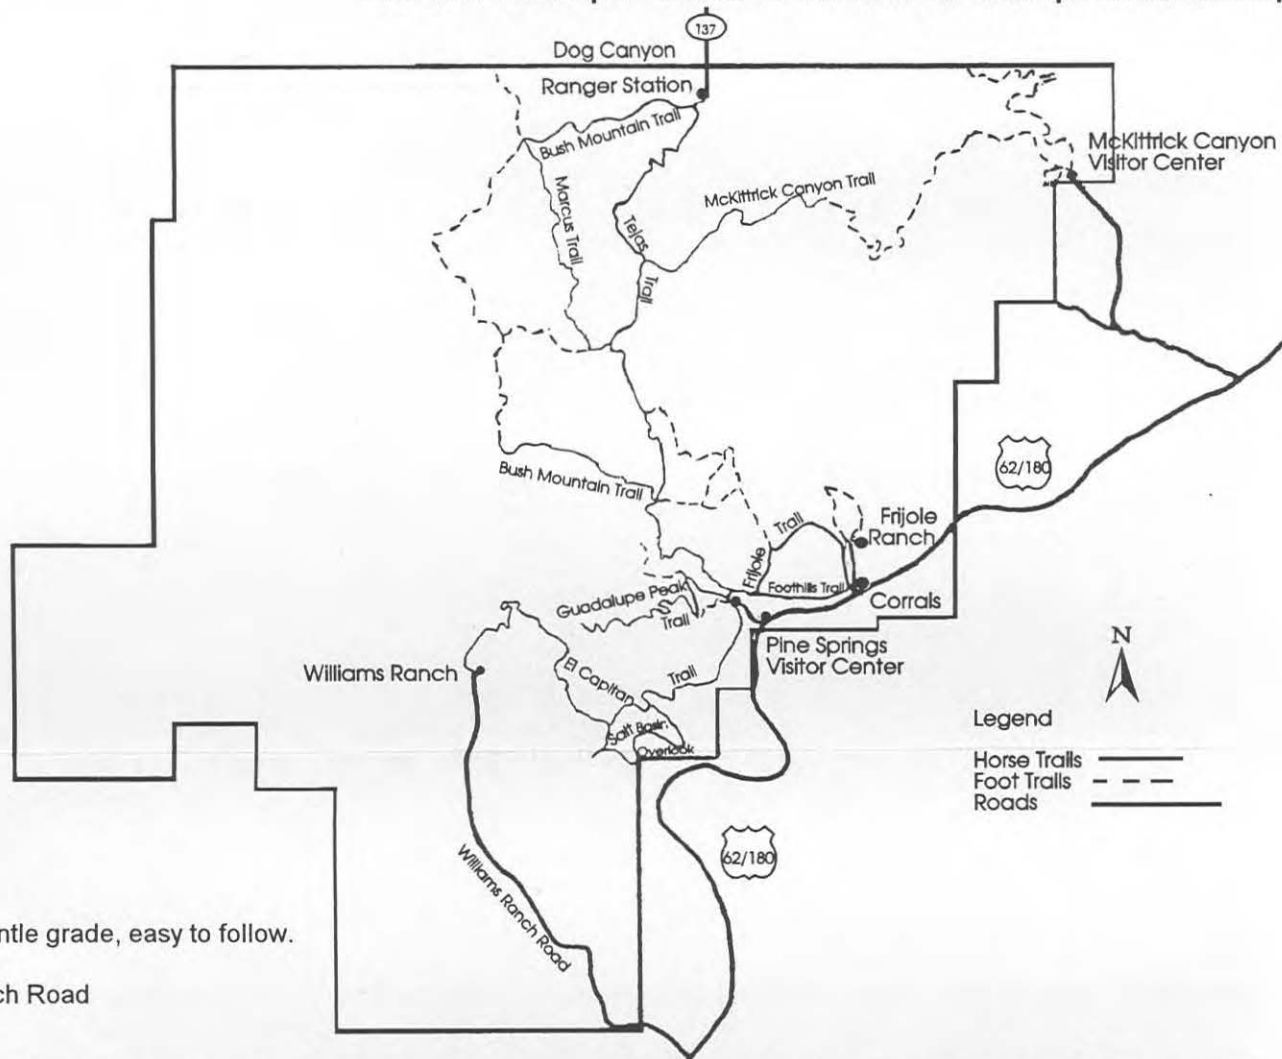 137
Dog Canyon
Ranger Station
Bush Mountain Trail
McKittrick Canyon
Visitor Center
Marcus Trail
McKittrick Canyon Trail
Tejas
Trail
62/180
Bush Mountain Trail
Frijole
Ranch
Trail
Frijole
Foothills Trail
Corrals
Guadalupe Peak
Trail
Pine Springs
Visitor Center
N
Williams Ranch
El Capitan
Trail
Salt Basin
Overlook
Legend
Horse Trails
Foot Trails
Roads
62/180
Williams Ranch Road
ntle grade, easy to follow.
ch Road